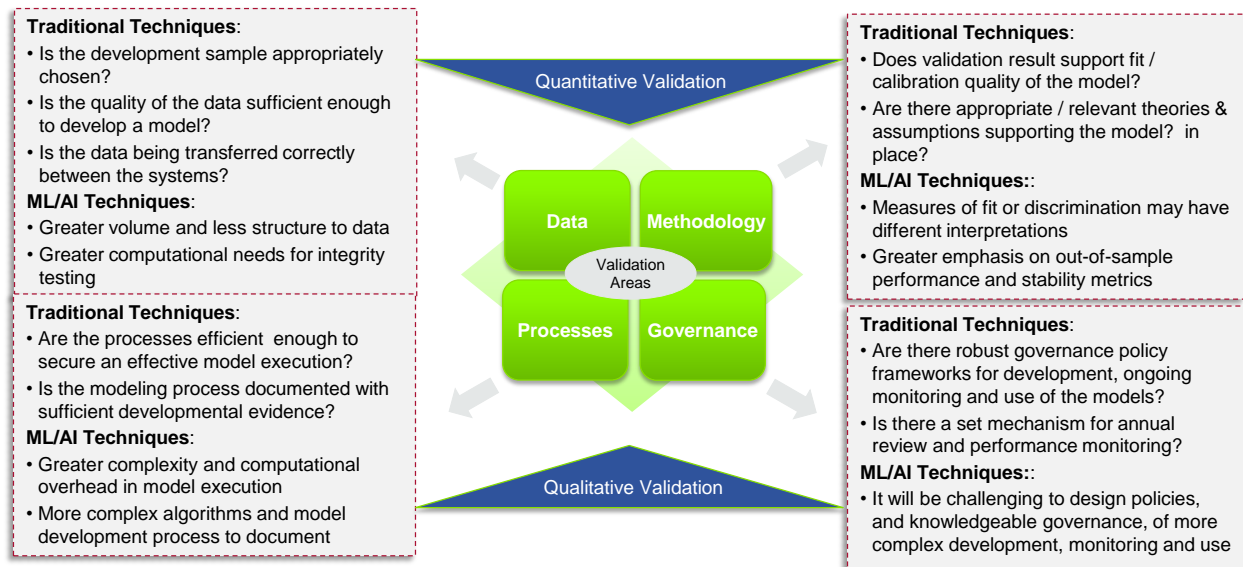 Traditional Techniques:
• Is the development sample appropriately
chosen?
• Is the quality of the data sufficient enough
to develop a model?
• Is the data being transferred correctly
between the systems?
ML/AI Techniques:
• Greater volume and less structure to data
• Greater computational needs for integrity
testing
Traditional Techniques:
• Are the processes efficient enough to
secure an effective model execution?
• Is the modeling process documented with
sufficient developmental evidence?
ML/AI Techniques:
• Greater complexity and computational
overhead in model execution
• More complex algorithms and model
development process to document
Quantitative Validation
Data
Methodology
Validation
Areas
Processes
Governance
Qualitative Validation
Traditional Techniques:
• Does validation result support fit /
calibration quality of the model?
• Are there appropriate / relevant theories &
assumptions supporting the model? in
place?
ML/AI Techniques::
• Measures of fit or discrimination may have
different interpretations
• Greater emphasis on out-of-sample
performance and stability metrics
Traditional Techniques:
• Are there robust governance policy
frameworks for development, ongoing
monitoring and use of the models?
• Is there a set mechanism for annual
review and performance monitoring?
ML/AI Techniques::
• It will be challenging to design policies,
and knowledgeable governance, of more
complex development, monitoring and use